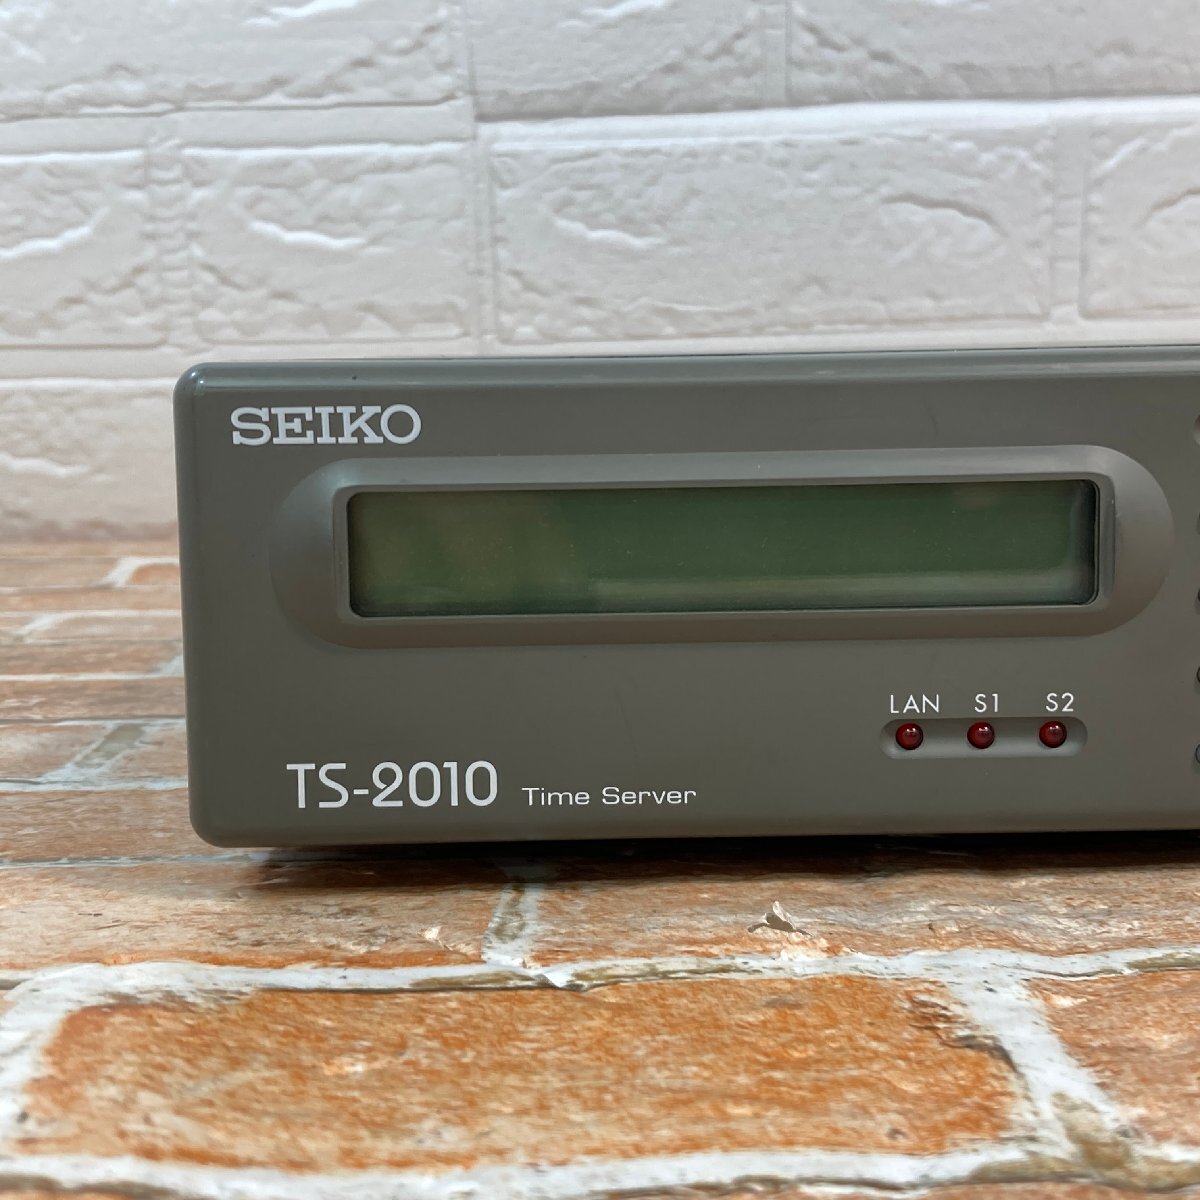 SEIKO
LAN S1 S2
TS-2010 Time Server